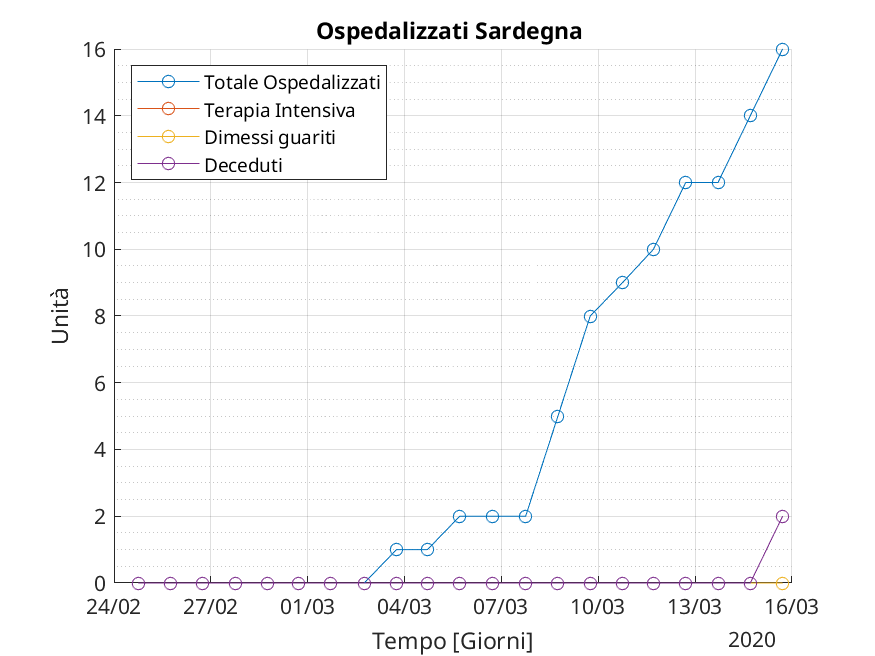 Ospedalizzati Sardegna
16
14
12
10
8
6
4
2
0
Unità
Totale Ospedalizzati
Terapia Intensiva
Dimessi guariti
Deceduti
24/02 27/02 01/03 04/03 07/03 10/03 13/03 16/03
Tempo [Giorni]
2020